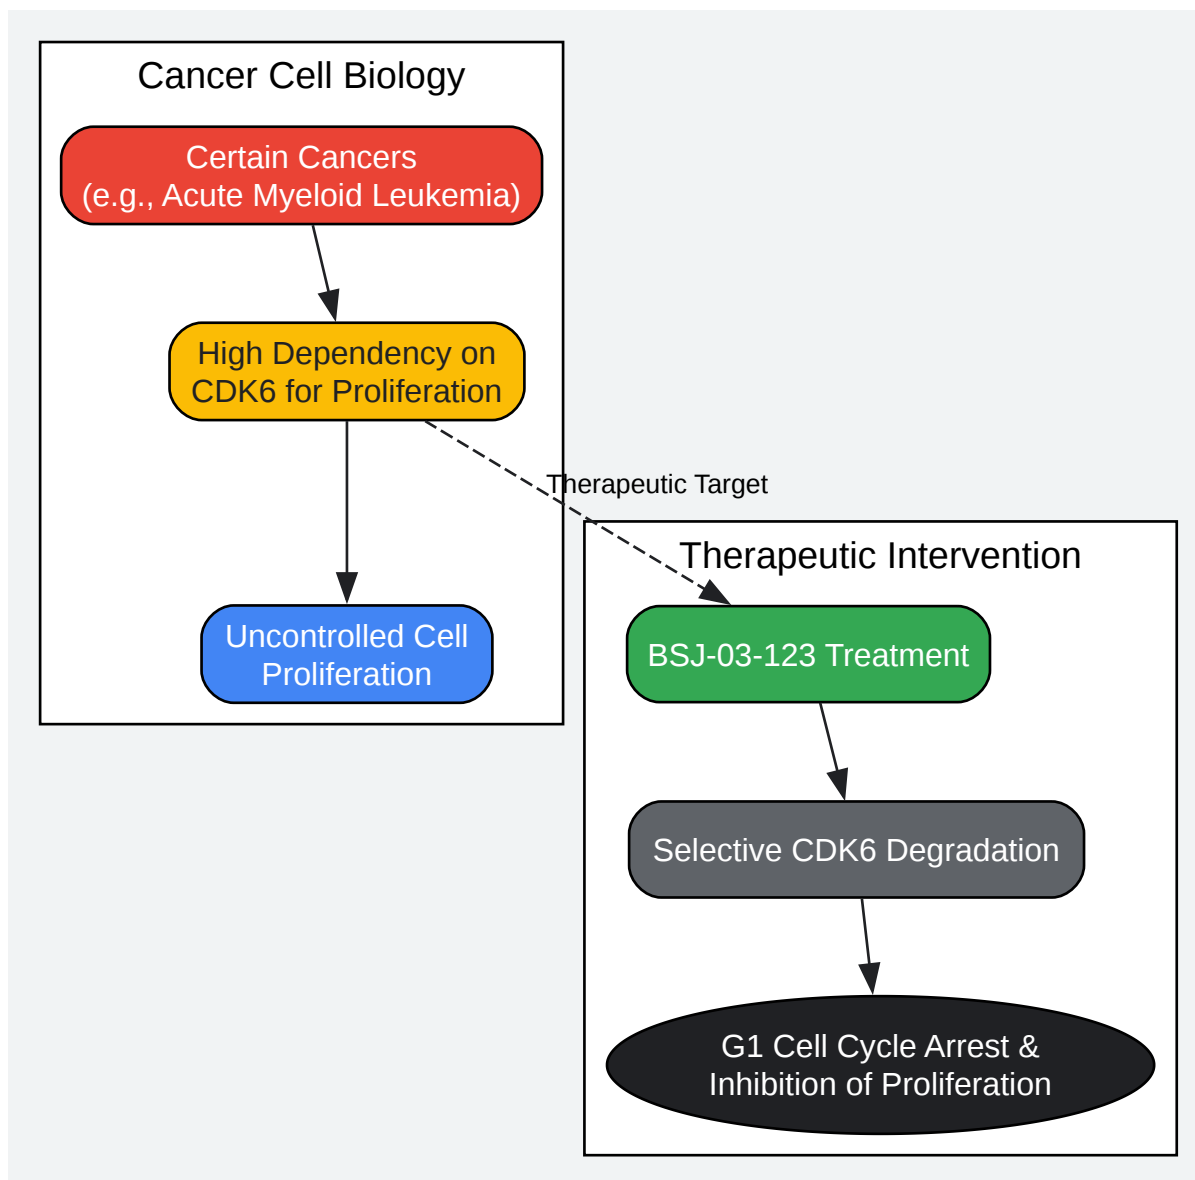 Cancer Cell Biology
Certain Cancers
(e.g., Acute Myeloid Leukemia)
High Dependency on
CDK6 for Proliferation
Therapeutic Target
Uncontrolled Cell
Proliferation
Therapeutic Intervention
BSJ-03-123 Treatment
Selective CDK6 Degradation
G1 Cell Cycle Arrest &
Inhibition of Proliferation